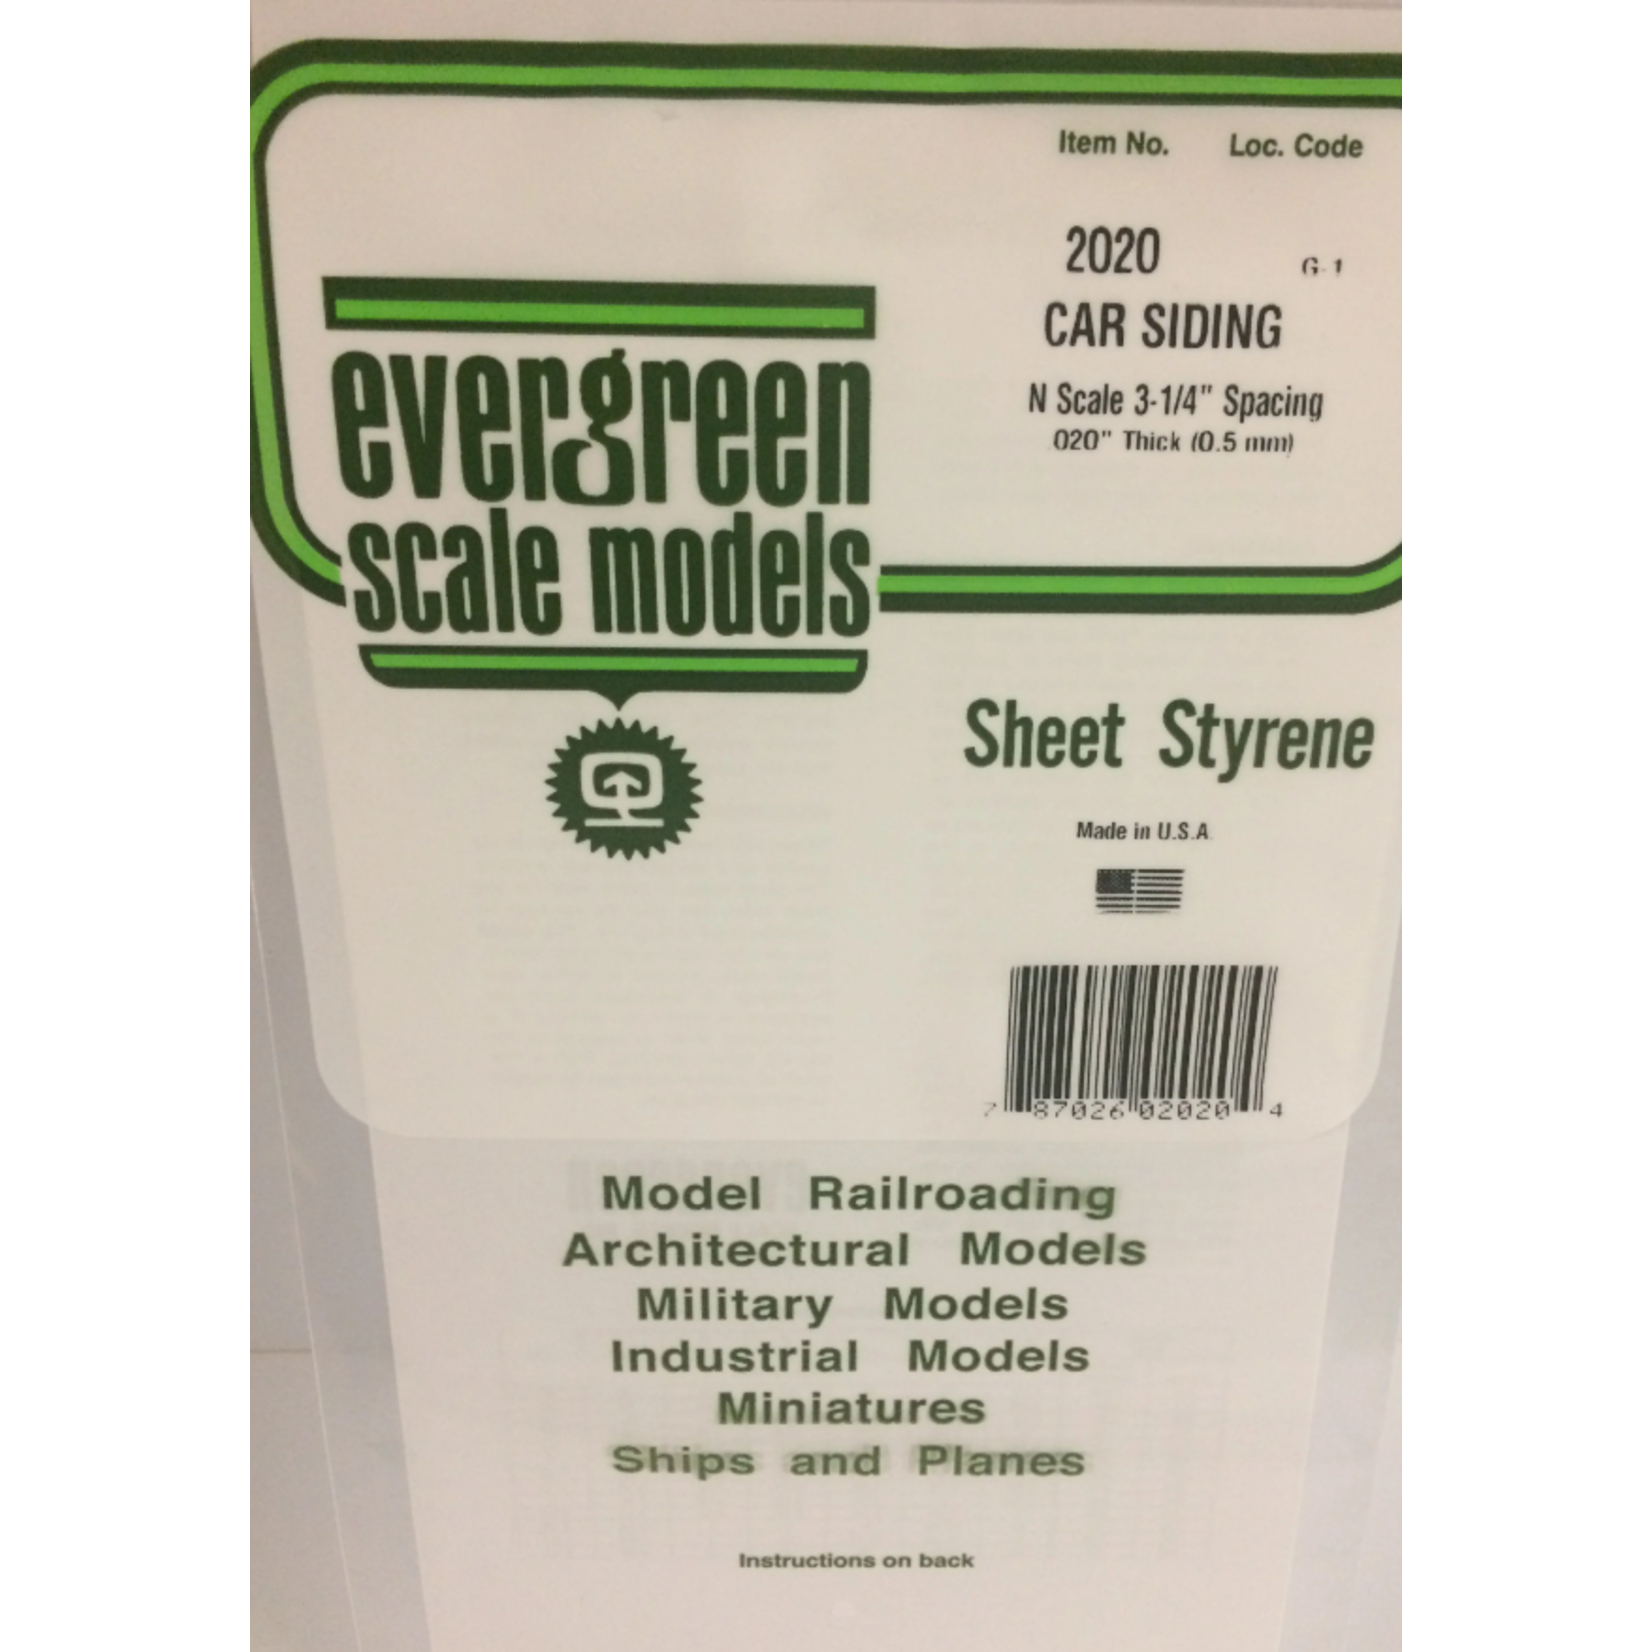 Item No. Loc. Code
2020 G-1
CAR SIDING
N Scale 3-1/4" Spacing
.020" Thick (0.5 mm)
evergreen
scale models
Sheet Styrene
Made in U.S.A.
7 87026 02020 4
Model Railroading
Architectural Models
Military Models
Industrial Models
Miniatures
Ships and Planes
Instructions on back